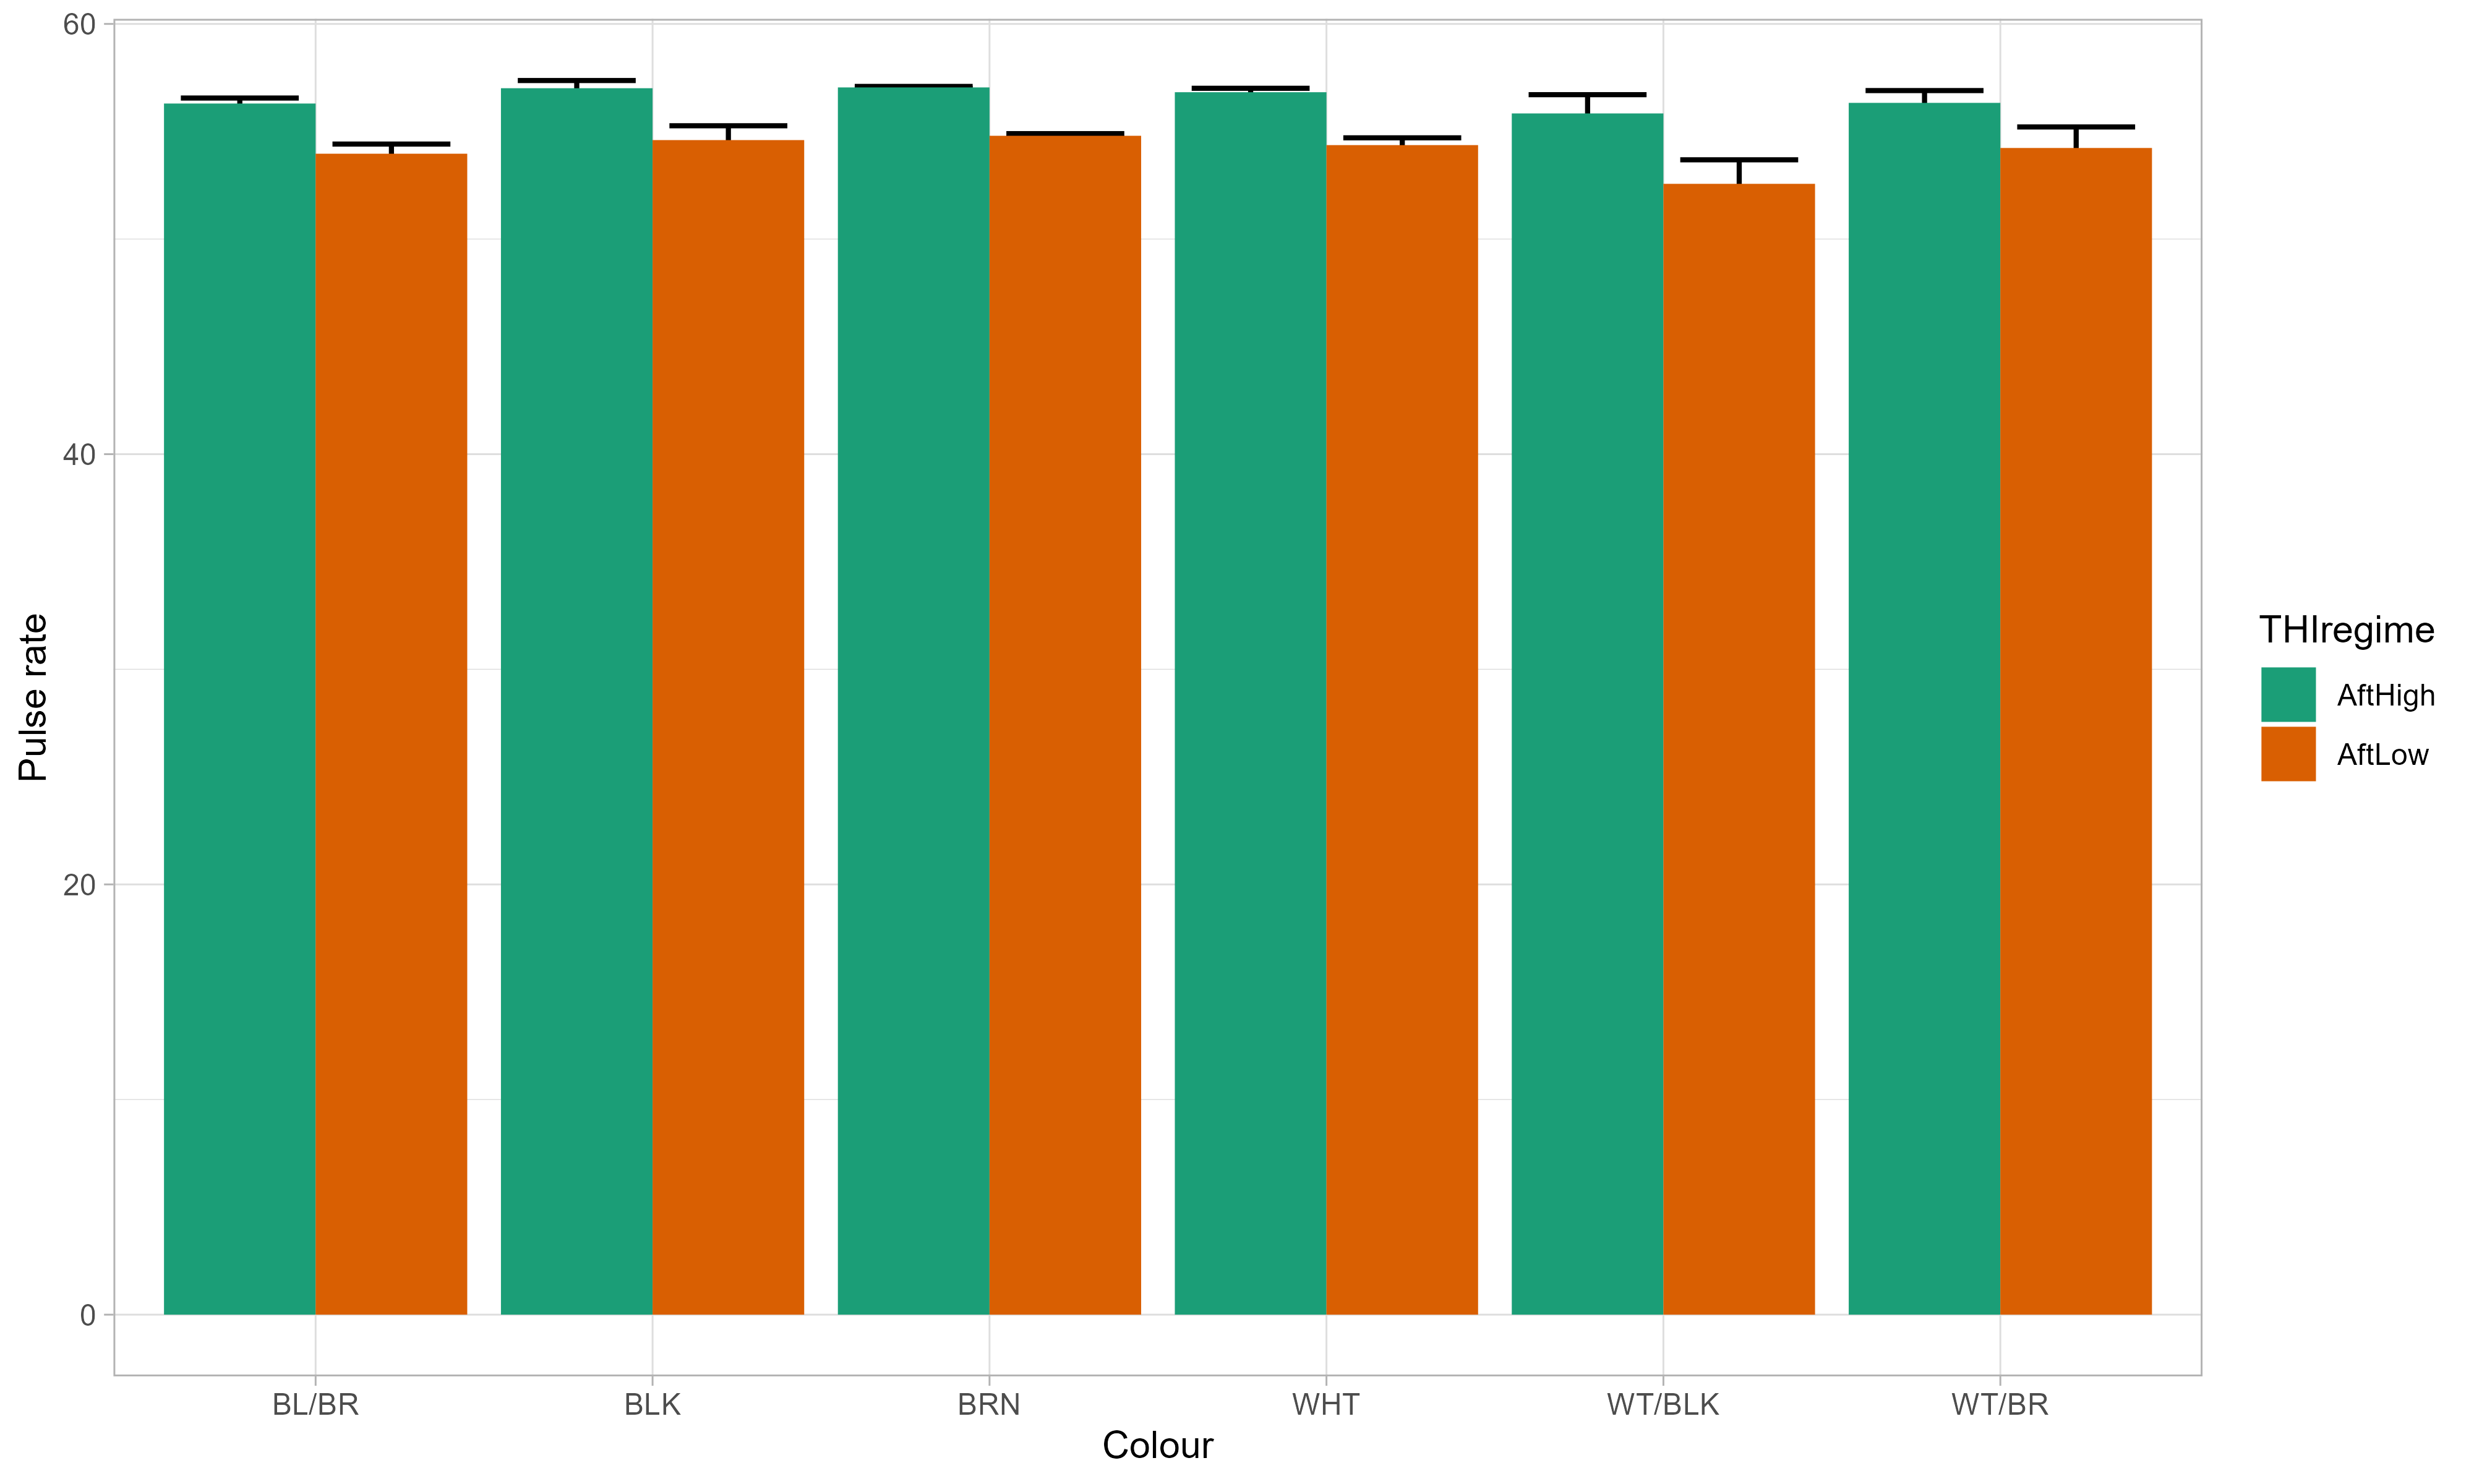 60
40
20
0
Pulse rate
BL/BR BLK BRN WHT WT/BLK WT/BR
Colour
THIregime
AftHigh
AftLow